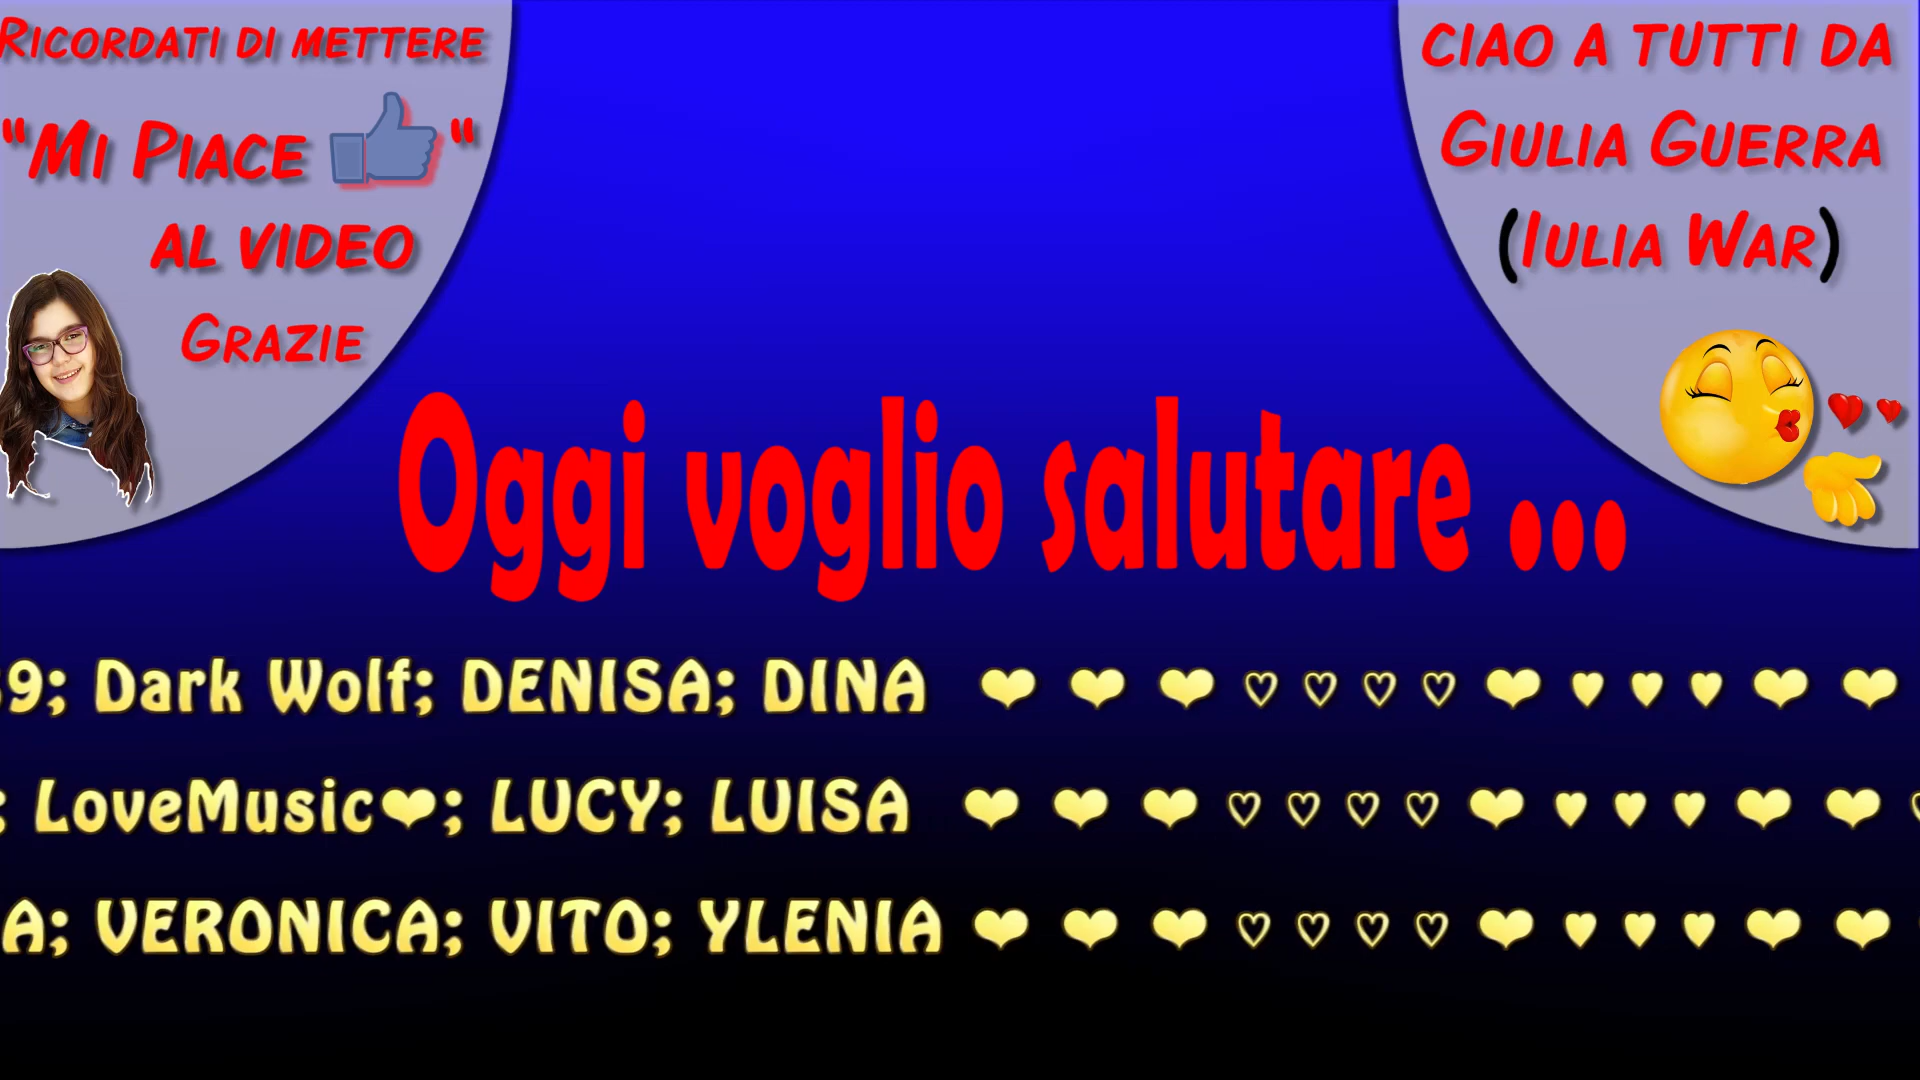 Ricordati di mettere
"Mi Piace 👍"
al video
Grazie
ciao a tutti da
Giulia Guerra
(Iulia War)
Oggi voglio salutare ...
9; Dark Wolf; DENISA; DINA ❤ ❤ ❤ ♡ ♡ ♡ ♡ ❤ ♥ ♥ ♥ ❤ ❤
; LoveMusic❤; LUCY; LUISA ❤ ❤ ❤ ♡ ♡ ♡ ♡ ❤ ♥ ♥ ♥ ❤ ❤
A; VERONICA; VITO; YLENIA ❤ ❤ ❤ ♡ ♡ ♡ ♡ ❤ ♥ ♥ ♥ ❤ ❤